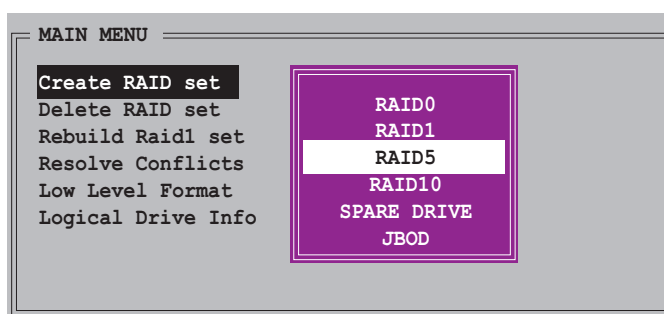 MAIN MENU
Create RAID set
Delete RAID set
Rebuild Raid1 set
Resolve Conflicts
Low Level Format
Logical Drive Info
RAID0
RAID1
RAID5
RAID10
SPARE DRIVE
JBOD